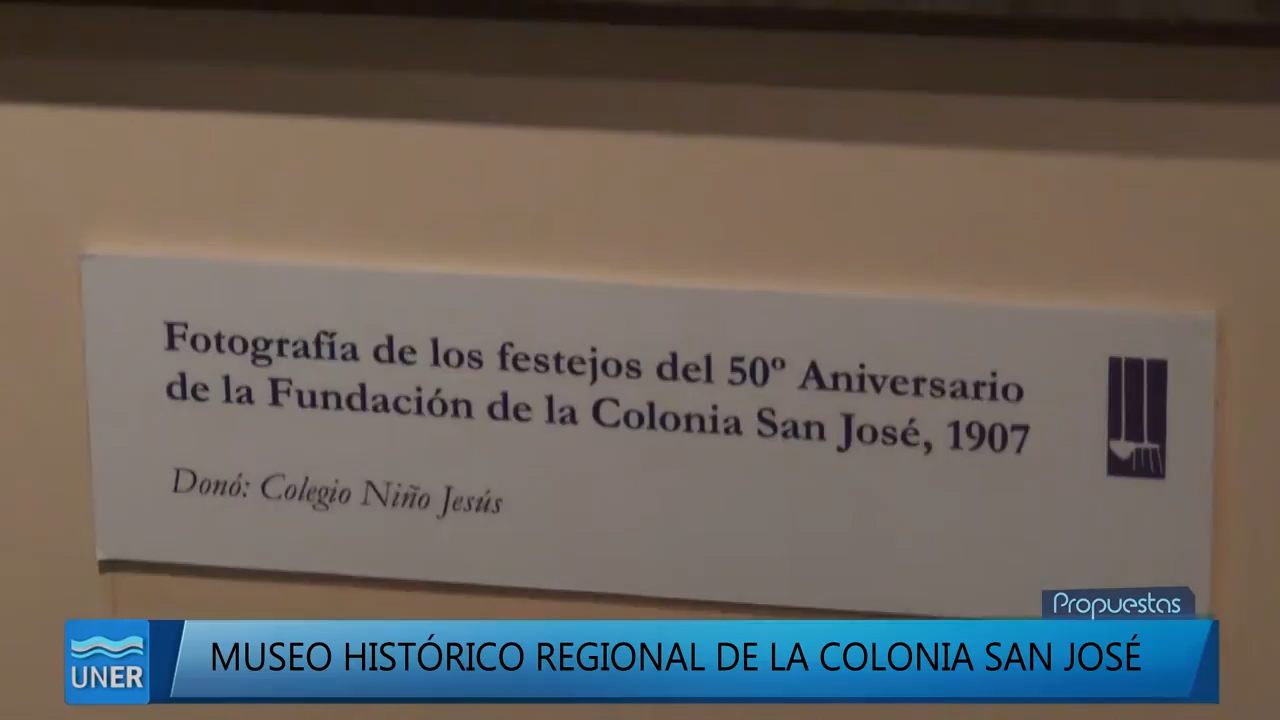 Fotografía de los festejos del 50º Aniversario
de la Fundación de la Colonia San José, 1907
Donó: Colegio Niño Jesús
Propuestas
UNER
MUSEO HISTÓRICO REGIONAL DE LA COLONIA SAN JOSÉ